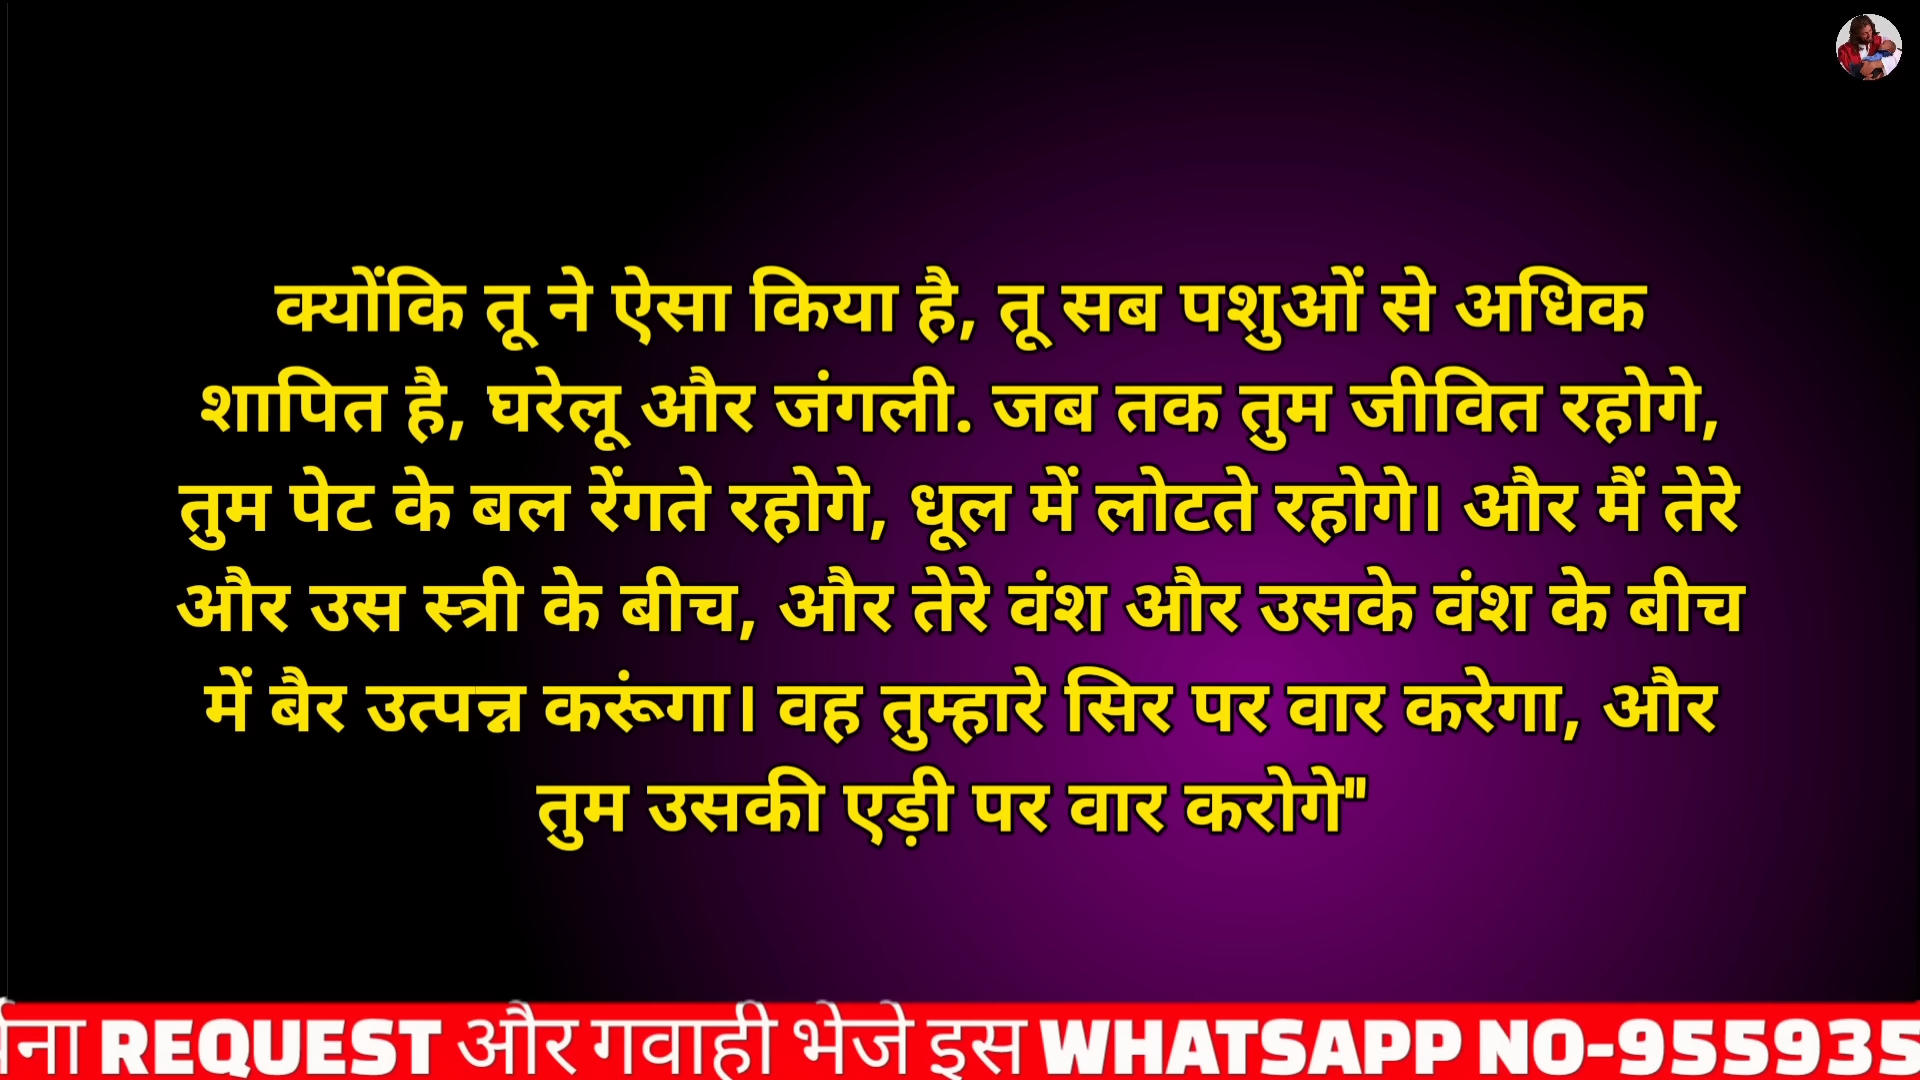 क्योंकि तू ने ऐसा किया है, तू सब पशुओं से अधिक
शापित है, घरेलू और जंगली. जब तक तुम जीवित रहोगे,
तुम पेट के बल रेंगते रहोगे, धूल में लोटते रहोगे। और मैं तेरे
और उस स्त्री के बीच, और तेरे वंश और उसके वंश के बीच
में बैर उत्पन्न करूंगा। वह तुम्हारे सिर पर वार करेगा, और
तुम उसकी एड़ी पर वार करोगे"
REQUEST और गवाही भेजे इस WHATSAPP NO-955935